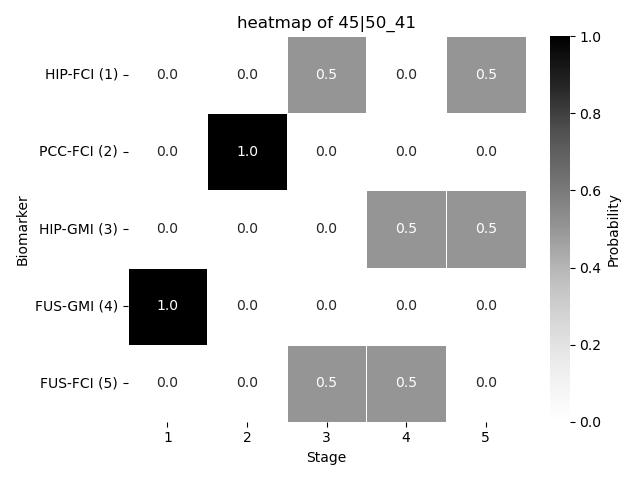 heatmap of 45|50_41
HIP-FCI (1) 0.0 0.0 0.5 0.0 0.5
PCC-FCI (2) 0.0 1.0 0.0 0.0 0.0
HIP-GMI (3) 0.0 0.0 0.0 0.5 0.5
FUS-GMI (4) 1.0 0.0 0.0 0.0 0.0
FUS-FCI (5) 0.0 0.0 0.5 0.5 0.0
1 2 3 4 5
Stage
Biomarker
1.0
0.8
0.6
0.4
0.2
0.0
Probability